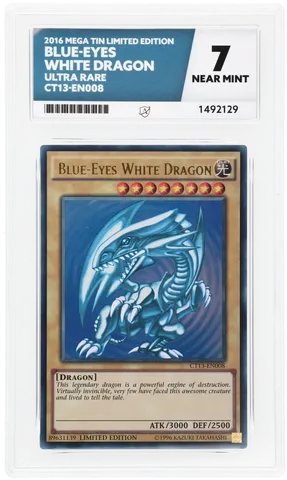 2016 MEGA TIN LIMITED EDITION
BLUE-EYES
WHITE DRAGON
ULTRA RARE
CT13-EN008
7
NEAR MINT
1492129
BLUE-EYES WHITE DRAGON
光
CT13-EN008
[DRAGON]
This legendary dragon is a powerful engine of destruction.
Virtually invincible, very few have faced this awesome creature
and lived to tell the tale.
ATK/3000 DEF/2500
89631139 LIMITED EDITION
©1996 KAZUKI TAKAHASHI